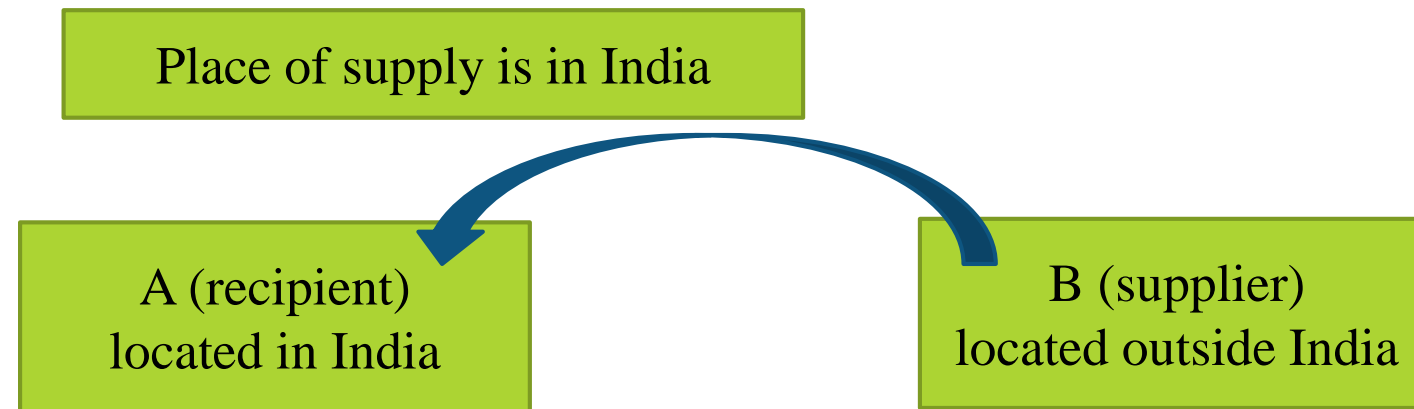 Place of supply is in India
A (recipient)
located in India
B (supplier)
located outside India